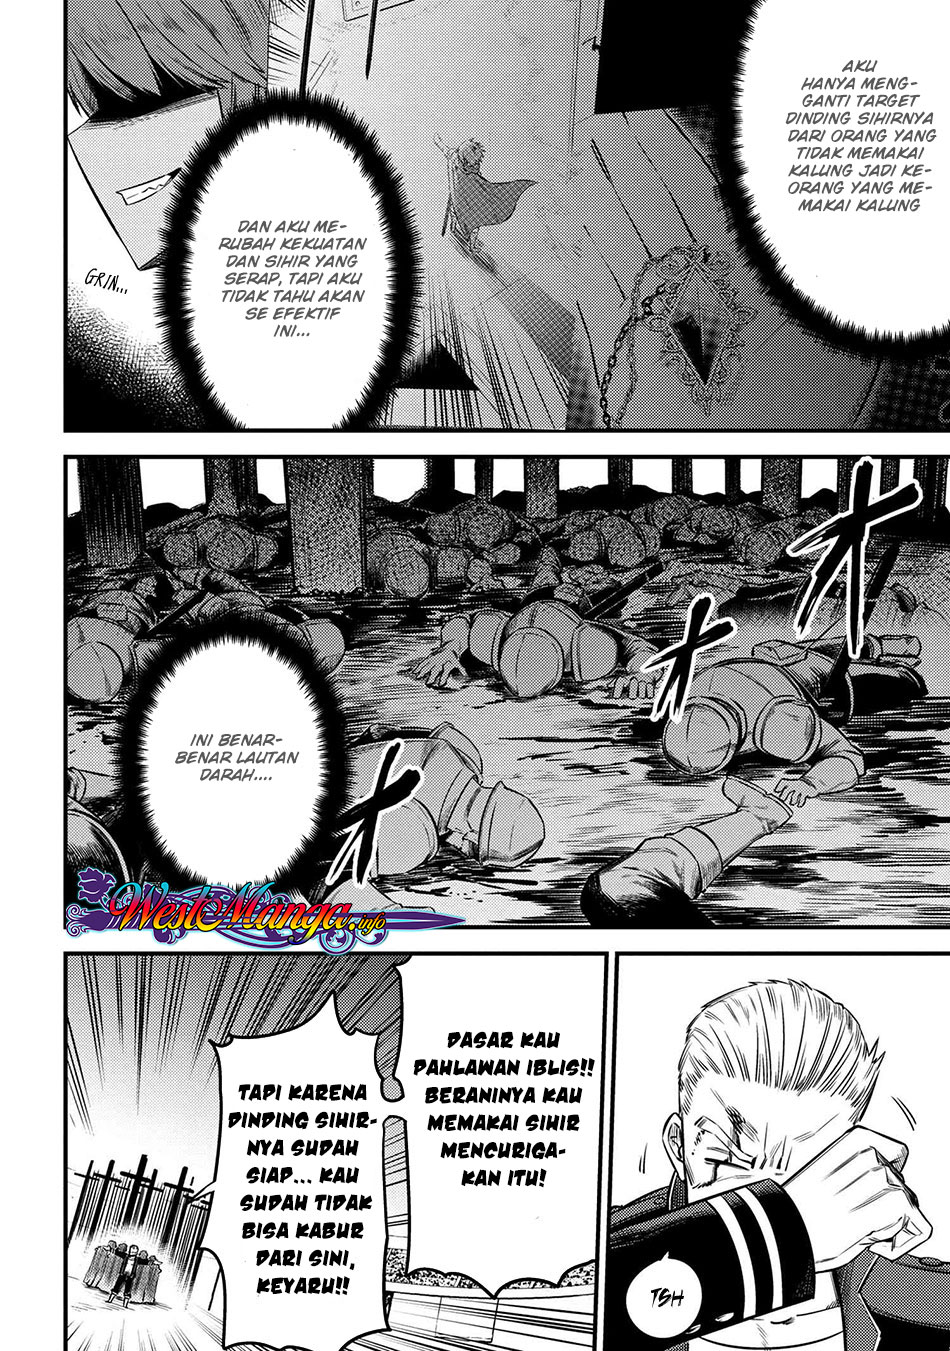 AKU
HANYA MENG-
GANTI TARGET
DINDING SIHIRNYA
DARI ORANG YANG
TIDAK MEMAKAI
KALUNG JADI KE-
ORANG YANG ME-
MAKAI KALUNG
DAN AKU ME-
RUBAH KEKUATAN
DAN SIHIR YANG
SERAP, TAPI AKU
TIDAK TAHU AKAN
SE EFEKTIF
INI...
GRIN...
オ
オ
オ
INI BENAR-
BENAR LAUTAN
DARAH....
WestManga.info
TSH
DASAR KAU
PAHLAWAN IBLIS!!
BERANINYA KAU
MEMAKAI SIHIR
MENCURIGA-
KAN ITU!
TAPI KARENA
DINDING SIHIR-
NYA SUDAH
SIAP... KAU
SUDAH TIDAK
BISA KABUR
DARI SINI,
KEYARU!!